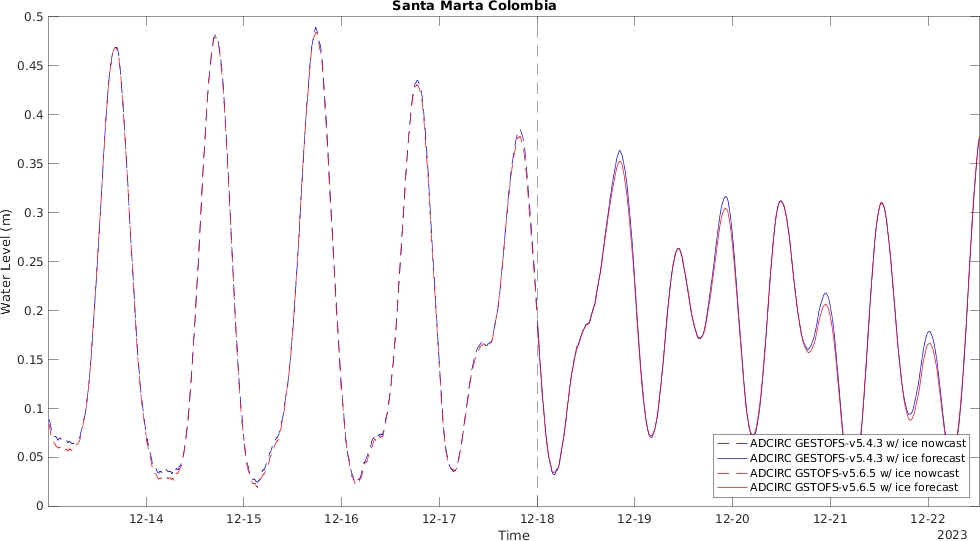 Santa Marta Colombia
0.5
0.45
0.4
0.35
0.3
0.25
0.2
0.15
0.1
0.05
0
Water Level (m)
ADCIRC GESTOFS-v5.4.3 w/ ice nowcast
ADCIRC GESTOFS-v5.4.3 w/ ice forecast
ADCIRC GSTOFS-v5.6.5 w/ ice nowcast
ADCIRC GSTOFS-v5.6.5 w/ ice forecast
12-14 12-15 12-16 12-17 12-18 12-19 12-20 12-21 12-22
Time
2023